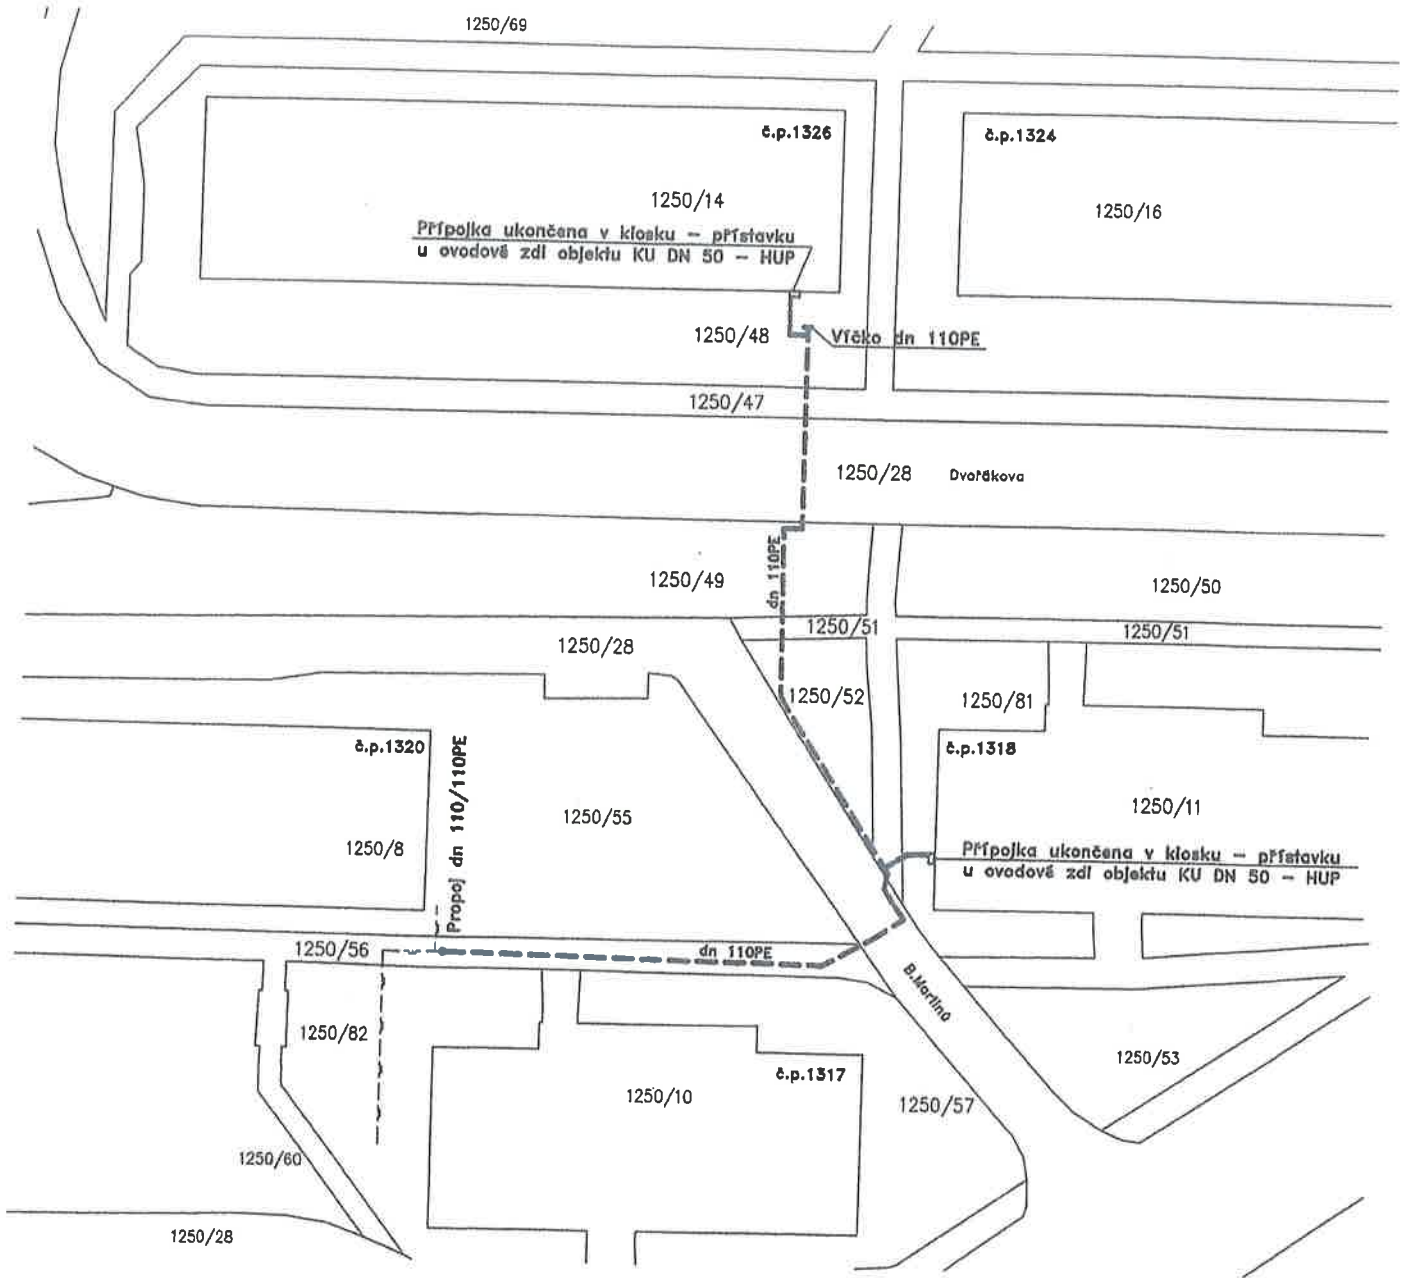 1250/69
č.p.1326
č.p.1324
1250/14
1250/16
Přípojka ukončena v kiosku – přístavku
u ovodové zdi objektu KU DN 50 – HUP
1250/48
Víčko dn 110PE
1250/47
1250/28
Dvořákova
dn 110PE
1250/49
1250/50
1250/51
1250/51
1250/28
1250/52
1250/81
č.p.1320
č.p.1318
Propoj dn 110/110PE
1250/55
1250/11
1250/8
Přípojka ukončena v kiosku – přístavku
u ovodové zdi objektu KU DN 50 – HUP
1250/56
dn 110PE
B.Martinů
1250/82
1250/53
č.p.1317
1250/10
1250/57
1250/60
1250/28